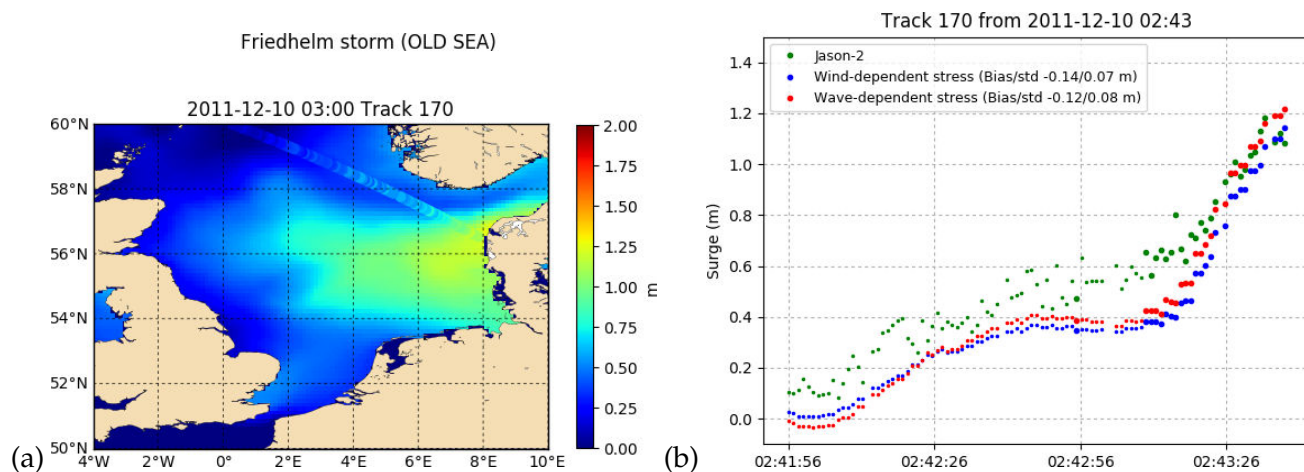 Friedhelm storm (OLD SEA)
2011-12-10 03:00 Track 170
60°N
58°N
56°N
54°N
52°N
50°N
4°W 2°W 0° 2°E 4°E 6°E 8°E 10°E
2.00
1.75
1.50
1.25
1.00
0.75
0.50
0.25
0.00
m
(a)
Track 170 from 2011-12-10 02:43
Jason-2
Wind-dependent stress (Bias/std -0.14/0.07 m)
Wave-dependent stress (Bias/std -0.12/0.08 m)
Surge (m)
1.4
1.2
1.0
0.8
0.6
0.4
0.2
0.0
02:41:56 02:42:26 02:42:56 02:43:26
(b)